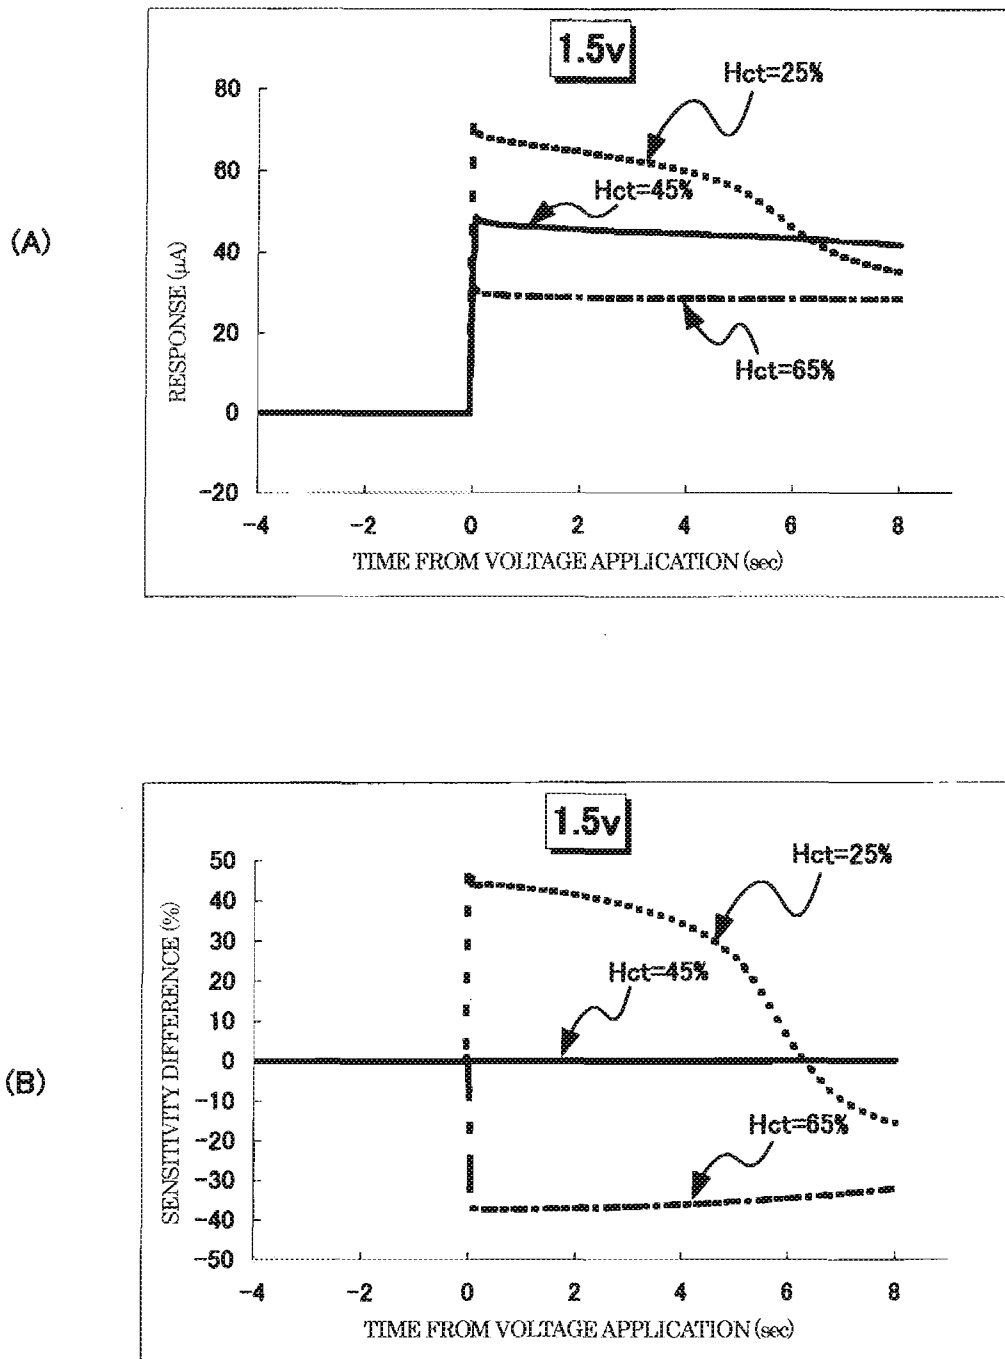 (A)
1.5v
Hct=25%
Hct=45%
Hct=65%
80
60
40
20
0
-20
RESPONSE (μA)
-4 -2 0 2 4 6 8
TIME FROM VOLTAGE APPLICATION (sec)
(B)
1.5v
Hct=25%
Hct=45%
Hct=65%
50
40
30
20
10
0
-10
-20
-30
-40
-50
SENSITIVITY DIFFERENCE (%)
-4 -2 0 2 4 6 8
TIME FROM VOLTAGE APPLICATION (sec)